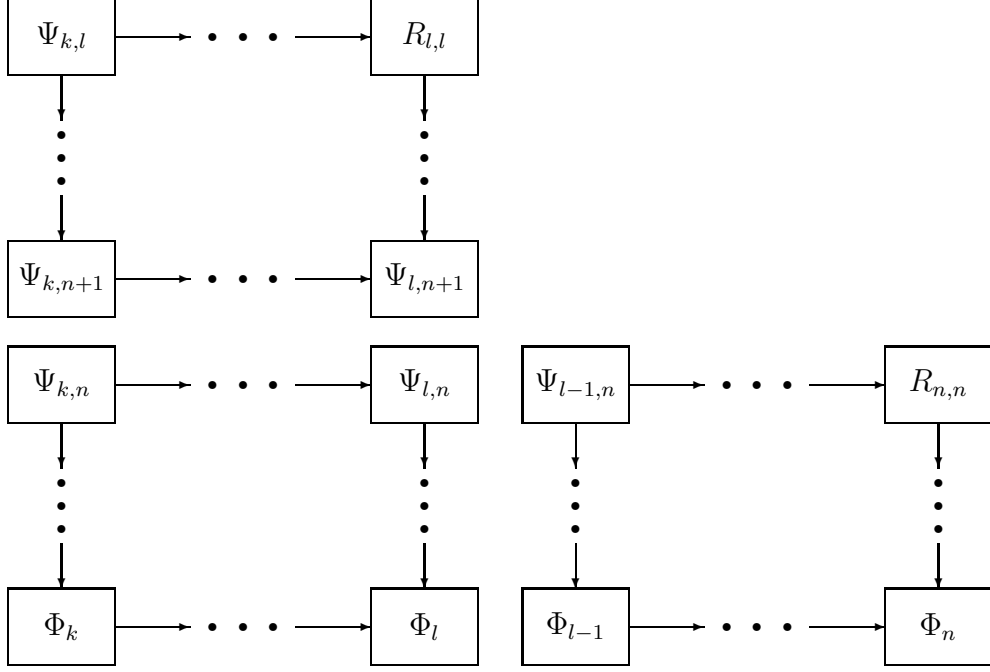 Ψ_{k,l} R_{l,l}
Ψ_{k,n+1} Ψ_{l,n+1}
Ψ_{k,n} Ψ_{l,n} Ψ_{l−1,n} R_{n,n}
Φ_k Φ_l Φ_{l−1} Φ_n